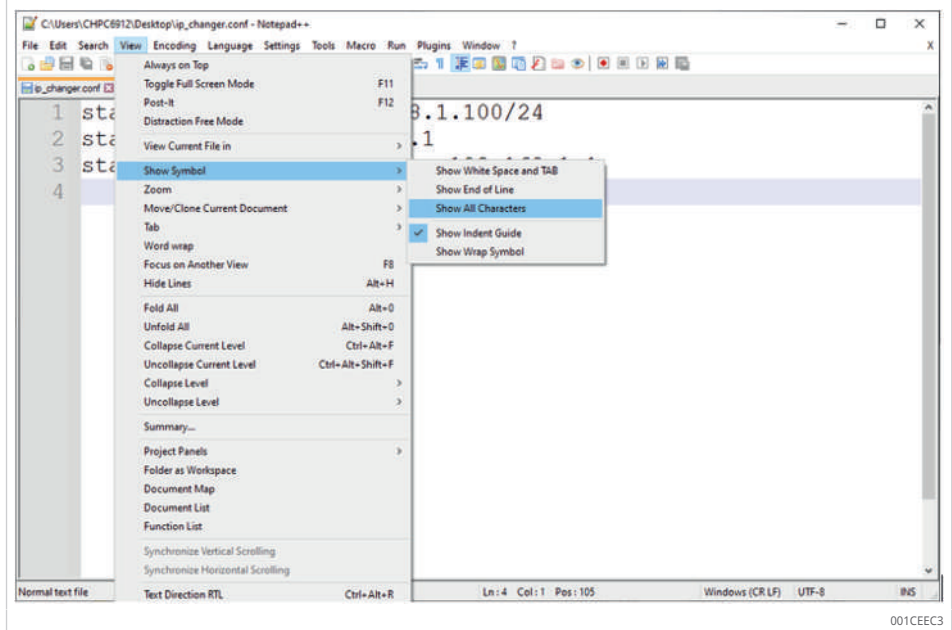 C:\Users\CHPC6912\Desktop\ip_changer.conf - Notepad++
File Edit Search View Encoding Language Settings Tools Macro Run Plugins Window ? X
ip_changer.conf
1 sta 8.1.100/24
2 sta .1
3 sta
4
Always on Top
Toggle Full Screen Mode F11
Post-It F12
Distraction Free Mode
View Current File in
Show Symbol
Zoom
Move/Clone Current Document
Tab
Word wrap
Focus on Another View F8
Hide Lines Alt+H
Fold All Alt+0
Unfold All Alt+Shift+0
Collapse Current Level Ctrl+Alt+F
Uncollapse Current Level Ctrl+Alt+Shift+F
Collapse Level
Uncollapse Level
Summary...
Project Panels
Folder as Workspace
Document Map
Document List
Function List
Synchronize Vertical Scrolling
Synchronize Horizontal Scrolling
Text Direction RTL Ctrl+Alt+R
Show White Space and TAB
Show End of Line
Show All Characters
Show Indent Guide
Show Wrap Symbol
Normal text file Ln:4 Col:1 Pos:105 Windows (CR LF) UTF-8 INS
001CEEC3